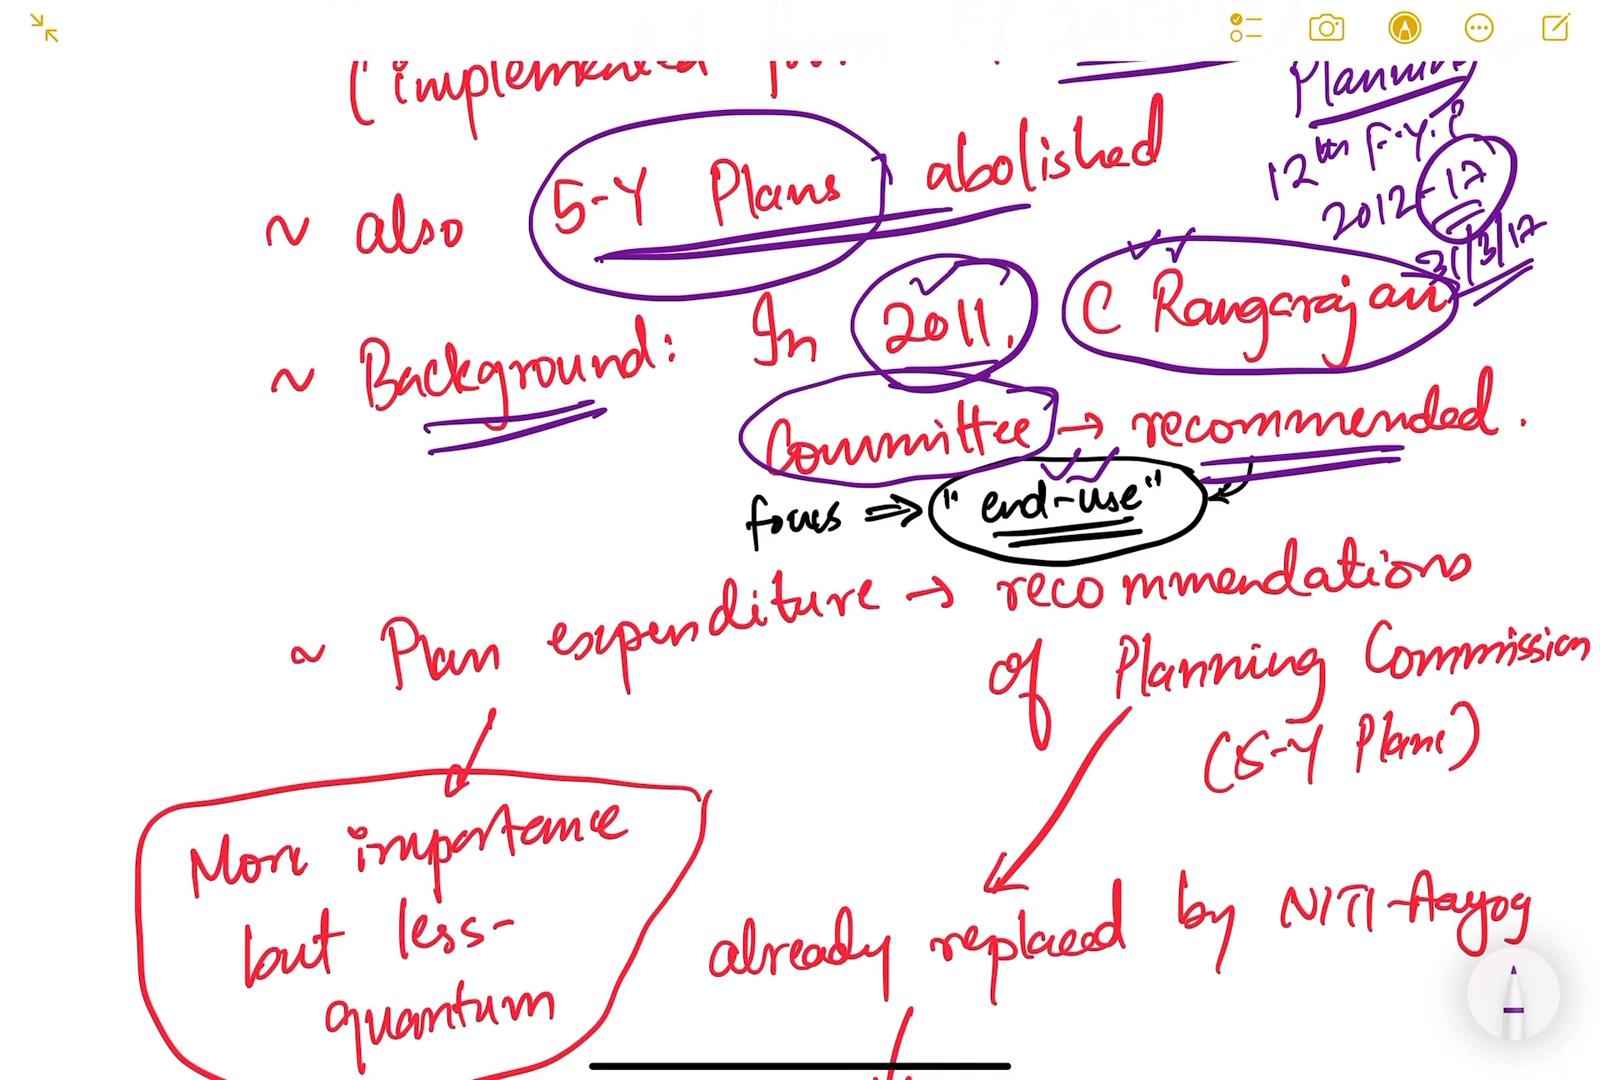 (implemented from
Planning
12th F.Y.P
2012-17
31/3/17
~ also 5-Y Plans abolished
~ Background: In 2011, C Rangarajan
Committee → recommended.
focus ⇒ "end-use"
~ Plan expenditure → recommendations
of Planning Commission
(5-Y Plans)
More importance
but less-
quantum
already replaced by NITI-Aayog